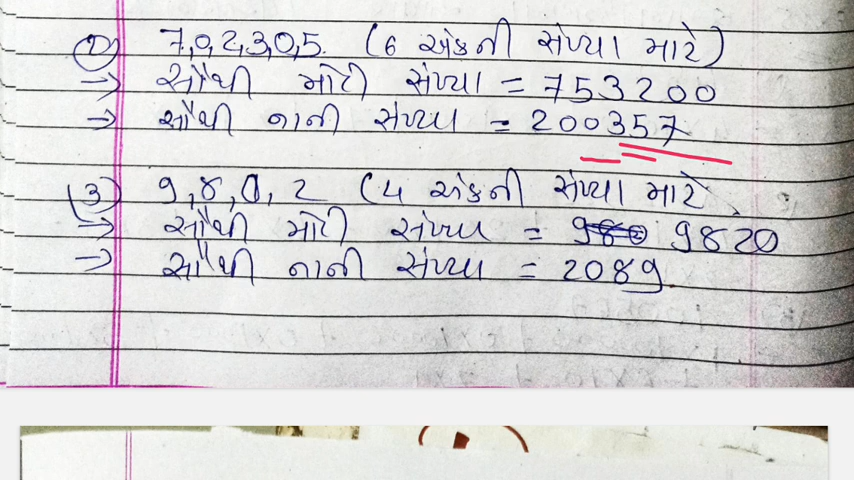 (2) 7,0,2,3,0,5. (6 અંકની સંખ્યા માટે)
→ સૌથી મોટી સંખ્યા = 753200
→ સૌથી નાની સંખ્યા = 200357
(3) 9,8,0,2 (4 અંકની સંખ્યા માટે
→ સૌથી મોટી સંખ્યા = 9820
→ સૌથી નાની સંખ્યા = 2089